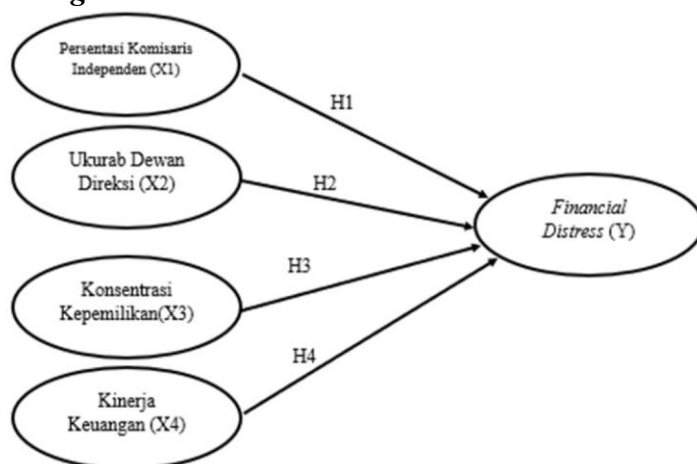 Persentasi Komisaris
Independen (X1)
H1
Ukurab Dewan
Direksi (X2)
H2
Financial
Distress (Y)
H3
Konsentrasi
Kepemilikan(X3)
H4
Kinerja
Keuangan (X4)